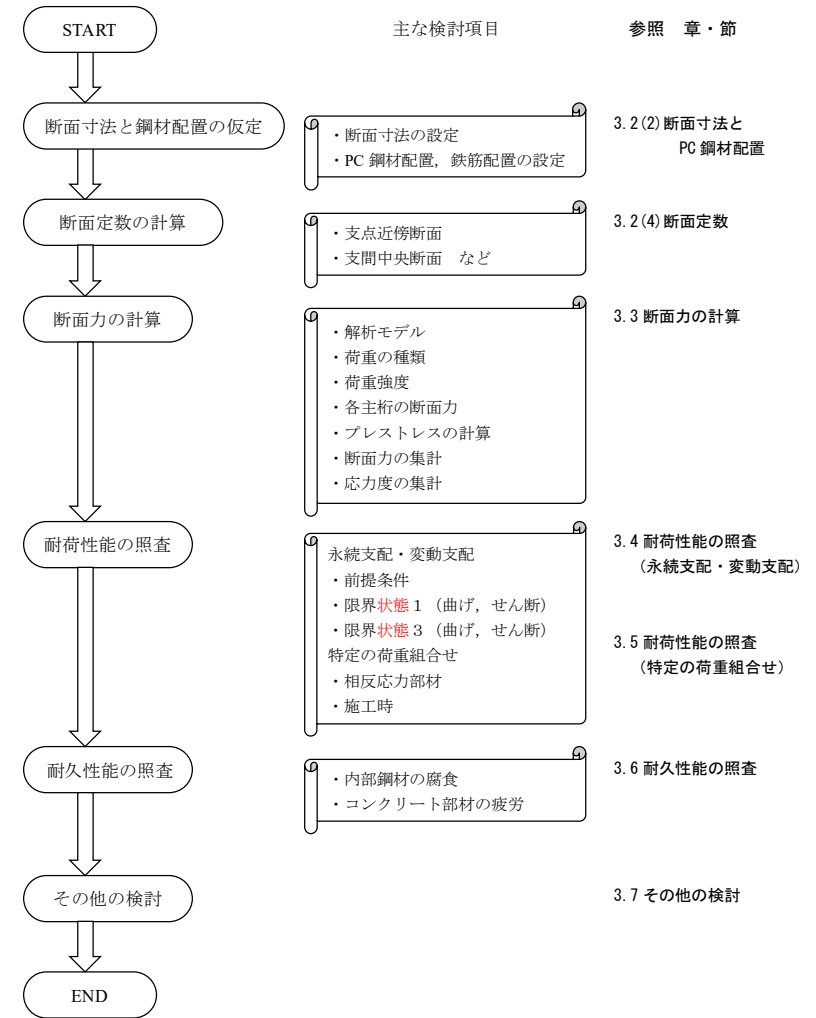 START
主な検討項目
参照　章・節
断面寸法と鋼材配置の仮定
・断面寸法の設定
・PC 鋼材配置，鉄筋配置の設定
3.2(2)断面寸法と
PC 鋼材配置
断面定数の計算
・支点近傍断面
・支間中央断面　など
3.2(4)断面定数
断面力の計算
・解析モデル
・荷重の種類
・荷重強度
・各主桁の断面力
・プレストレスの計算
・断面力の集計
・応力度の集計
3.3 断面力の計算
耐荷性能の照査
永続支配・変動支配
・前提条件
・限界状態１（曲げ，せん断）
・限界状態３（曲げ，せん断）
特定の荷重組合せ
・相反応力部材
・施工時
3.4 耐荷性能の照査
（永続支配・変動支配）
3.5 耐荷性能の照査
（特定の荷重組合せ）
耐久性能の照査
・内部鋼材の腐食
・コンクリート部材の疲労
3.6 耐久性能の照査
その他の検討
3.7 その他の検討
END